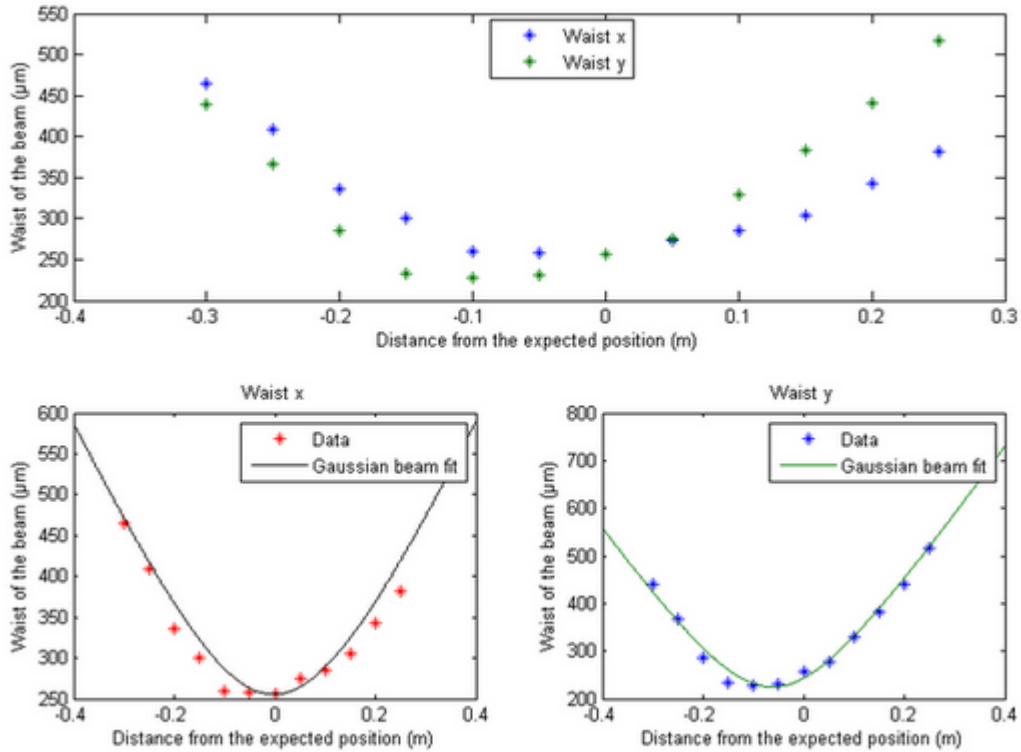 550
500
450
400
350
300
250
200
Waist of the beam (µm)
Waist x
Waist y
-0.4 -0.3 -0.2 -0.1 0 0.1 0.2 0.3
Distance from the expected position (m)
Waist x
600
550
500
450
400
350
300
250
Waist of the beam (µm)
Data
Gaussian beam fit
-0.4 -0.2 0 0.2 0.4
Distance from the expected position (m)
Waist y
800
700
600
500
400
300
200
Waist of the beam (µm)
Data
Gaussian beam fit
-0.4 -0.2 0 0.2 0.4
Distance from the expected position (m)